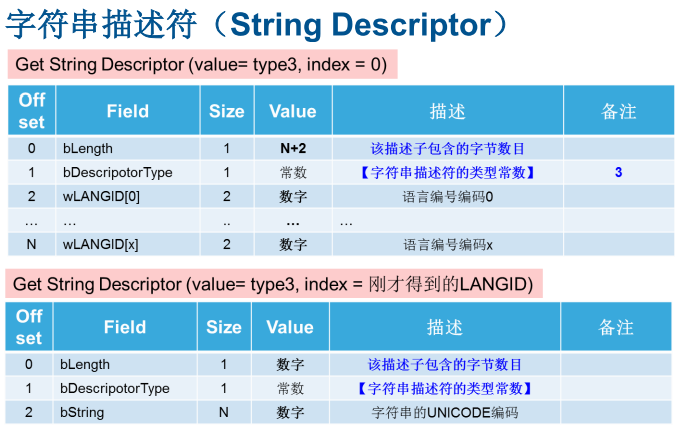 字符串描述符（String Descriptor）
Get String Descriptor (value= type3, index = 0)
Off set Field Size Value 描述 备注
0 bLength 1 N+2 该描述子包含的字节数目
1 bDescripotorType 1 常数 【字符串描述符的类型常数】 3
2 wLANGID[0] 2 数字 语言编号编码0
… … .. … …
N wLANGID[x] 2 数字 语言编号编码x
Get String Descriptor (value= type3, index = 刚才得到的LANGID)
Off set Field Size Value 描述 备注
0 bLength 1 数字 该描述子包含的字节数目
1 bDescripotorType 1 常数 【字符串描述符的类型常数】
2 bString N 数字 字符串的UNICODE编码